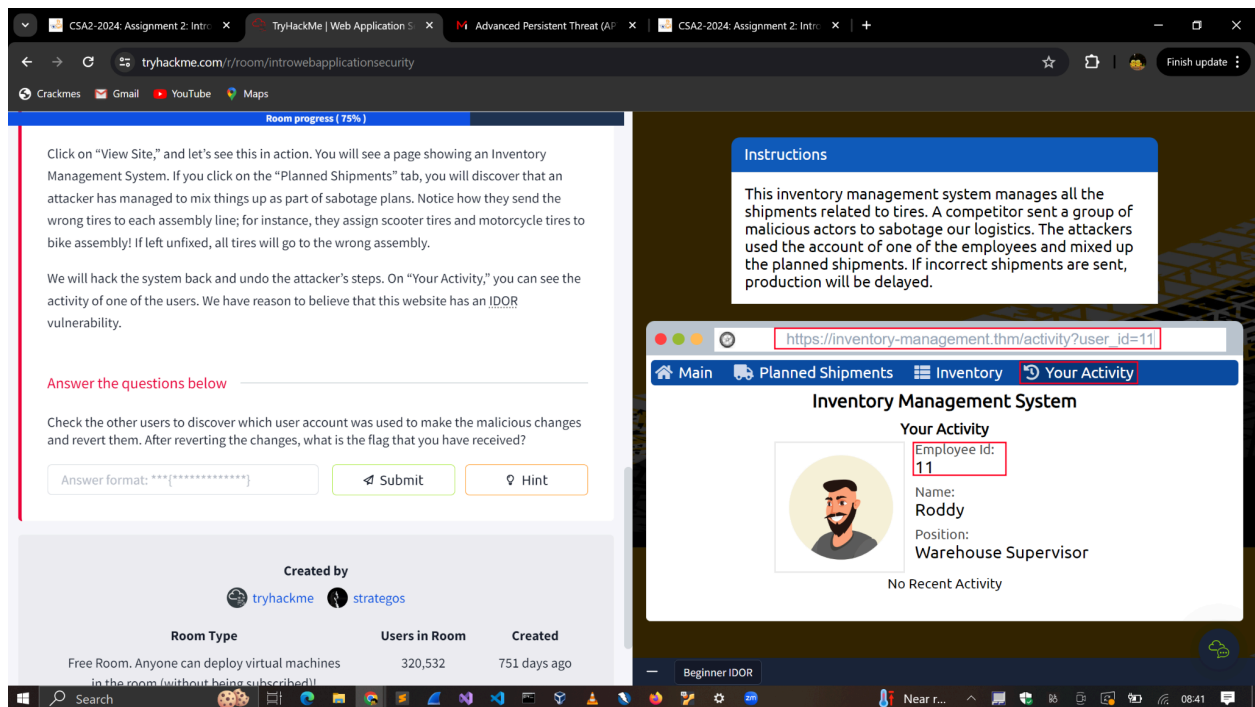 CSA2-2024: Assignment 2: Intro
TryHackMe | Web Application S
Advanced Persistent Threat (AP
CSA2-2024: Assignment 2: Intro
tryhackme.com/r/room/introwebapplicationsecurity
Finish update
Crackmes
Gmail
YouTube
Maps
Room progress ( 75% )
Click on “View Site,” and let’s see this in action. You will see a page showing an Inventory
Management System. If you click on the “Planned Shipments” tab, you will discover that an
attacker has managed to mix things up as part of sabotage plans. Notice how they send the
wrong tires to each assembly line; for instance, they assign scooter tires and motorcycle tires to
bike assembly! If left unfixed, all tires will go to the wrong assembly.
We will hack the system back and undo the attacker’s steps. On “Your Activity,” you can see the
activity of one of the users. We have reason to believe that this website has an IDOR
vulnerability.
Answer the questions below
Check the other users to discover which user account was used to make the malicious changes
and revert them. After reverting the changes, what is the flag that you have received?
Answer format: ***{*************}
Submit
Hint
Created by
tryhackme
strategos
Room Type
Users in Room
Created
Free Room. Anyone can deploy virtual machines
in the room (without being subscribed)!
320,532
751 days ago
Instructions
This inventory management system manages all the
shipments related to tires. A competitor sent a group of
malicious actors to sabotage our logistics. The attackers
used the account of one of the employees and mixed up
the planned shipments. If incorrect shipments are sent,
production will be delayed.
https://inventory-management.thm/activity?user_id=11
Main
Planned Shipments
Inventory
Your Activity
Inventory Management System
Your Activity
Employee Id:
11
Name:
Roddy
Position:
Warehouse Supervisor
No Recent Activity
Beginner IDOR
Search
zm
Near r...
08:41